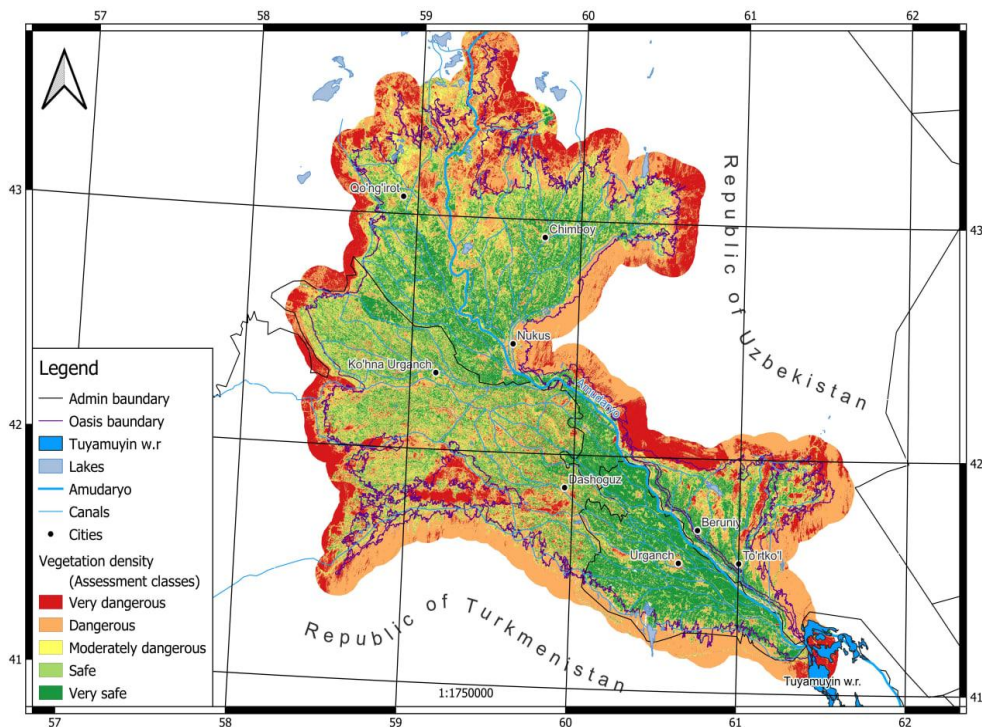 57
58
59
60
61
62
43
43
42
42
41
41
57
58
59
60
61
62
Qo'ng'irot
Chimboy
Nukus
Ko'hna Urganch
Amudaryo
Dashoguz
Beruniy
Urganch
To'rtko'l
Tuyamuyin w.r.
Republic of Uzbekistan
Republic of Turkmenistan
1:1750000
Legend
Admin baundary
Oasis baundary
Tuyamuyin w.r
Lakes
Amudaryo
Canals
Cities
Vegetation density
(Assessment classes)
Very dangerous
Dangerous
Moderately dangerous
Safe
Very safe